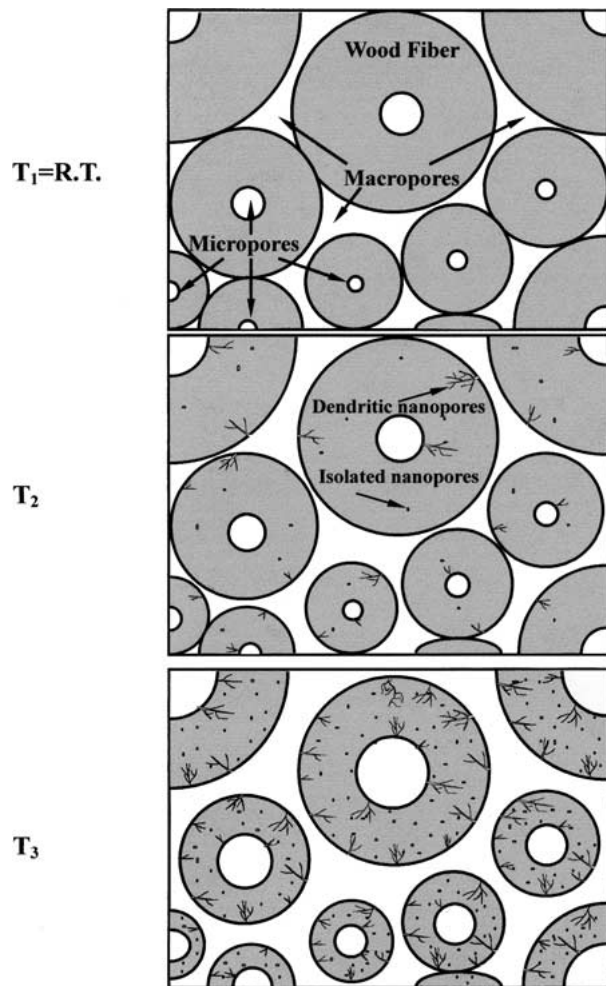 Wood Fiber
T₁=R.T.
Macropores
Micropores
Dendritic nanopores
Isolated nanopores
T₂
T₃